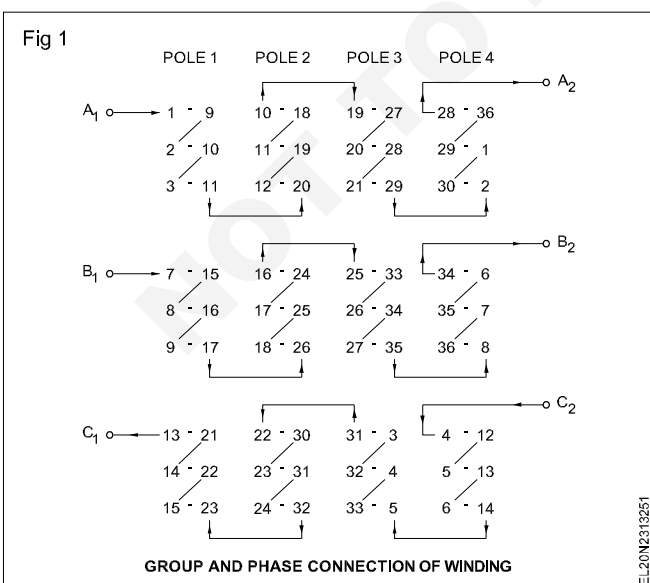 Fig 1
POLE 1 POLE 2 POLE 3 POLE 4
A1 1 - 9 10 - 18 19 - 27 28 - 36 A2
2 - 10 11 - 19 20 - 28 29 - 1
3 - 11 12 - 20 21 - 29 30 - 2
B1 7 - 15 16 - 24 25 - 33 34 - 6 B2
8 - 16 17 - 25 26 - 34 35 - 7
9 - 17 18 - 26 27 - 35 36 - 8
C1 13 - 21 22 - 30 31 - 3 4 - 12 C2
14 - 22 23 - 31 32 - 4 5 - 13
15 - 23 24 - 32 33 - 5 6 - 14
GROUP AND PHASE CONNECTION OF WINDING
EL20N2313251
NOT TO